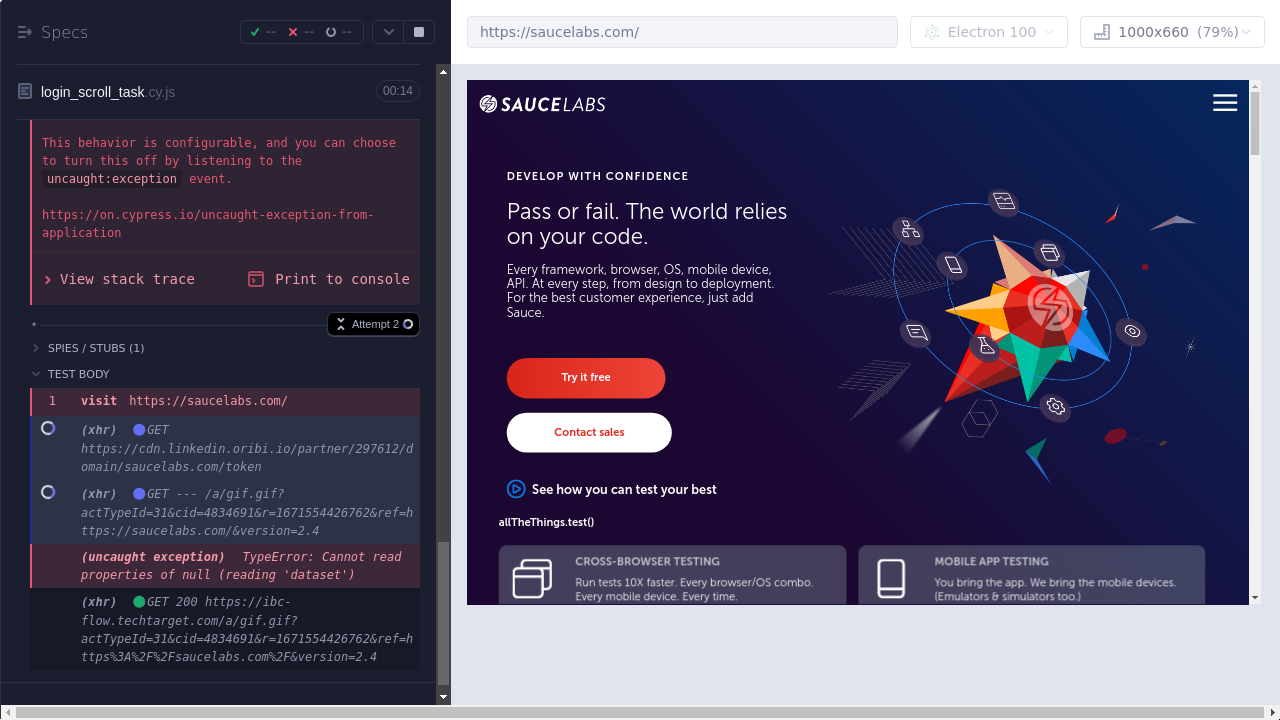 Specs
--
--
--
https://saucelabs.com/
Electron 100
1000x660 (79%)
login_scroll_task.cy.js
00:14
This behavior is configurable, and you can choose
to turn this off by listening to the
uncaught:exception event.
https://on.cypress.io/uncaught-exception-from-
application
View stack trace
Print to console
Attempt 2
SPIES / STUBS (1)
TEST BODY
1 visit https://saucelabs.com/
(xhr) GET
https://cdn.linkedin.oribi.io/partner/297612/d
omain/saucelabs.com/token
(xhr) GET --- /a/gif.gif?
actTypeId=31&cid=4834691&r=1671554426762&ref=h
ttps://saucelabs.com/&version=2.4
(uncaught exception) TypeError: Cannot read
properties of null (reading 'dataset')
(xhr) GET 200 https://ibc-
flow.techtarget.com/a/gif.gif?
actTypeId=31&cid=4834691&r=1671554426762&ref=h
ttps%3A%2F%2Fsaucelabs.com%2F&version=2.4
SAUCELABS
DEVELOP WITH CONFIDENCE
Pass or fail. The world relies
on your code.
Every framework, browser, OS, mobile device,
API. At every step, from design to deployment.
For the best customer experience, just add
Sauce.
Try it free
Contact sales
See how you can test your best
allTheThings.test()
CROSS-BROWSER TESTING
Run tests 10X faster. Every browser/OS combo.
Every mobile device. Every time.
MOBILE APP TESTING
You bring the app. We bring the mobile devices.
(Emulators & simulators too.)